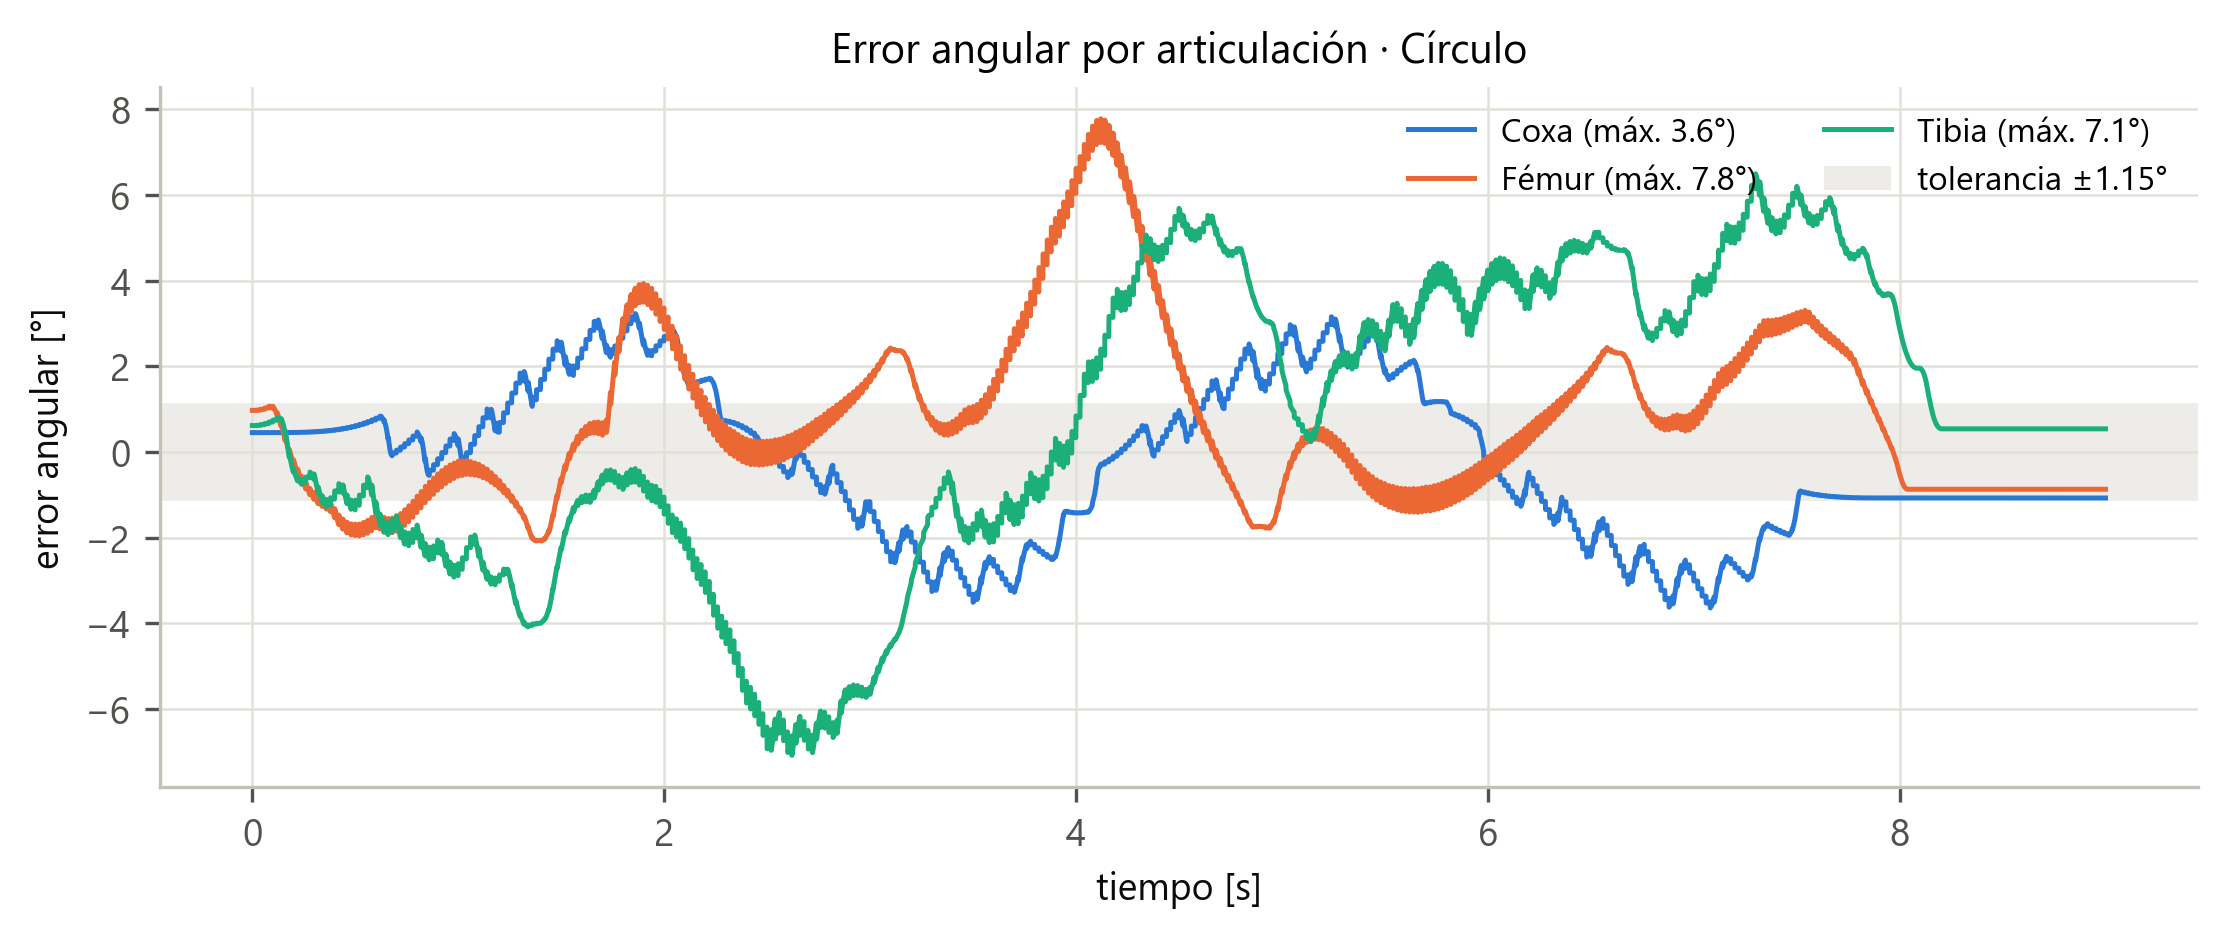 Error angular por articulación · Círculo
Coxa (máx. 3.6°)
Fémur (máx. 7.8°)
Tibia (máx. 7.1°)
tolerancia ±1.15°
error angular [°]
8
6
4
2
0
−2
−4
−6
0 2 4 6 8
tiempo [s]